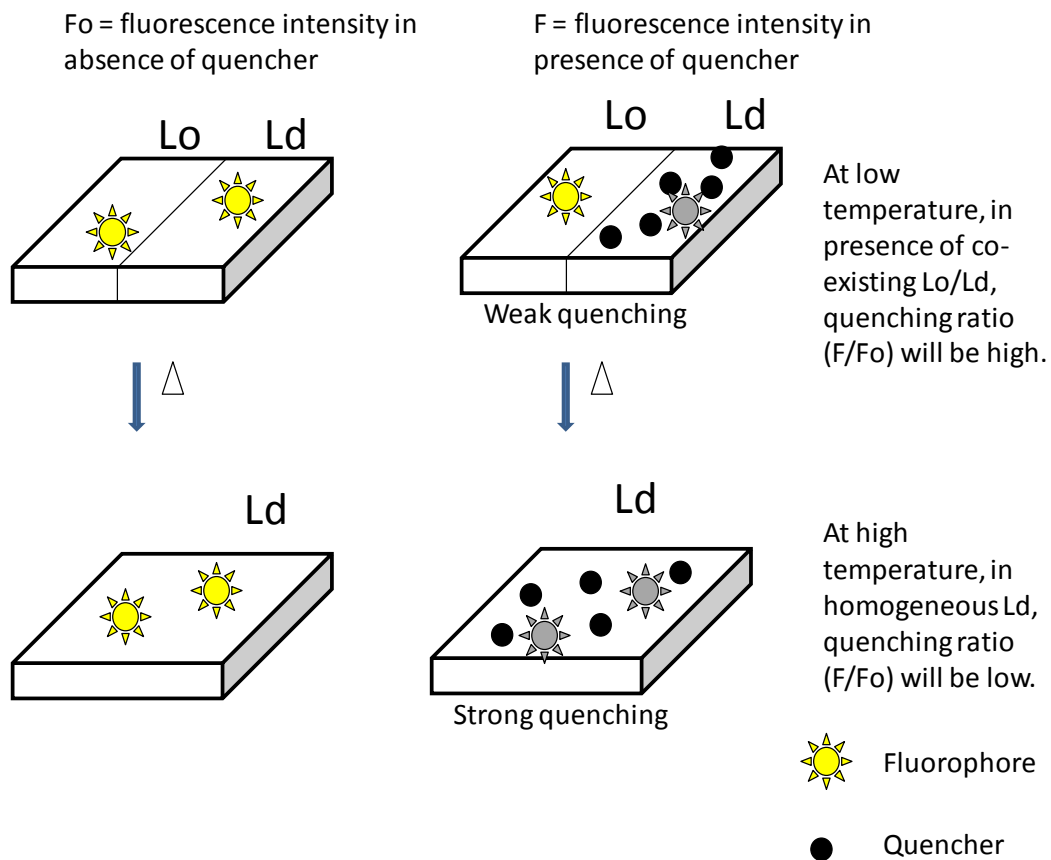 Fo = fluorescence intensity in
absence of quencher
F = fluorescence intensity in
presence of quencher
Lo Ld
Lo Ld
At low
temperature, in
presence of co-
existing Lo/Ld,
quenching ratio
(F/Fo) will be high.
Weak quenching
△
△
Ld
Ld
At high
temperature, in
homogeneous Ld,
quenching ratio
(F/Fo) will be low.
Strong quenching
Fluorophore
Quencher